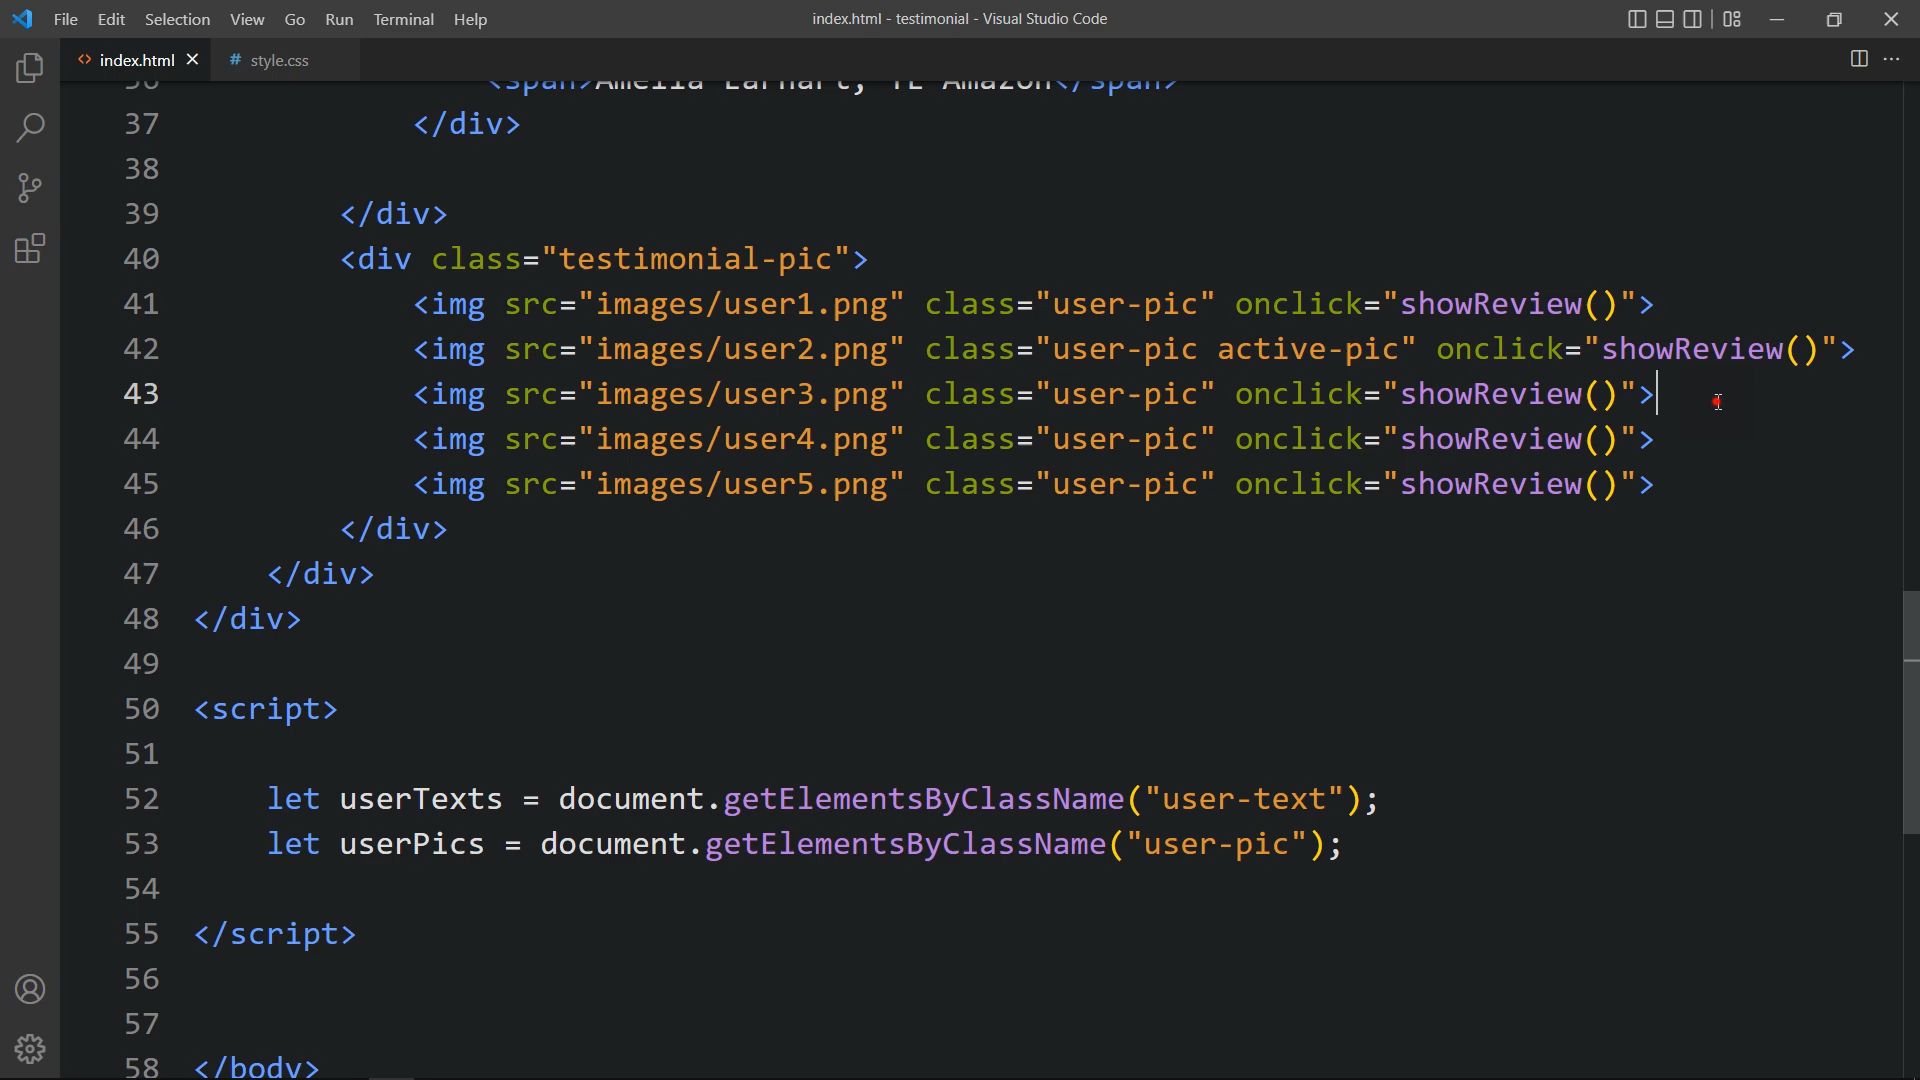 File Edit Selection View Go Run Terminal Help index.html - testimonial - Visual Studio Code
index.html # style.css
37 </div>
38
39 </div>
40 <div class="testimonial-pic">
41 <img src="images/user1.png" class="user-pic" onclick="showReview()">
42 <img src="images/user2.png" class="user-pic active-pic" onclick="showReview()">
43 <img src="images/user3.png" class="user-pic" onclick="showReview()">
44 <img src="images/user4.png" class="user-pic" onclick="showReview()">
45 <img src="images/user5.png" class="user-pic" onclick="showReview()">
46 </div>
47 </div>
48 </div>
49
50 <script>
51
52 let userTexts = document.getElementsByClassName("user-text");
53 let userPics = document.getElementsByClassName("user-pic");
54
55 </script>
56
57
58 </body>